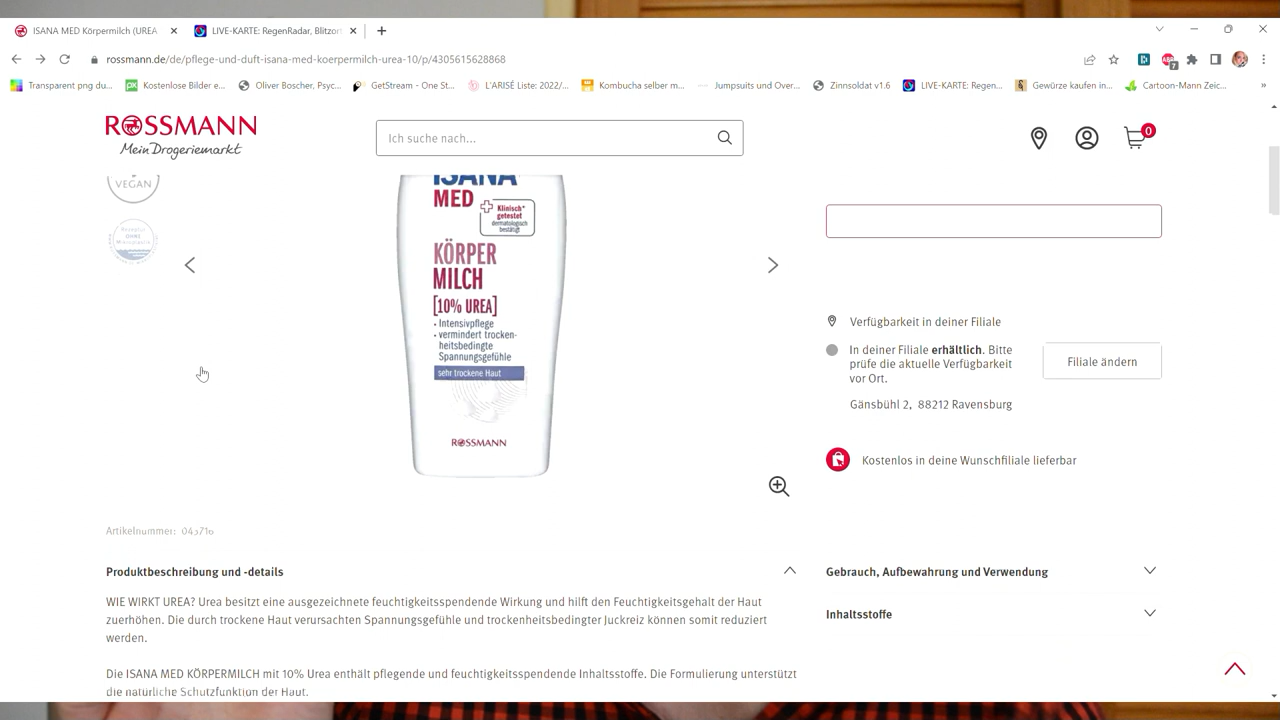 ISANA MED Körpermilch (UREA
LIVE-KARTE: RegenRadar, Blitzort
rossmann.de/de/pflege-und-duft-isana-med-koerpermilch-urea-10/p/4305615628868
Transparent png du...
Kostenlose Bilder e...
Oliver Boscher, Psyc...
GetStream - One St...
L'ARISÉ Liste: 2022/...
Kombucha selber m...
Jumpsuits und Over...
Zinnsoldat v1.6
LIVE-KARTE: Regen...
Gewürze kaufen in...
Cartoon-Mann Zeic...
ROSSMANN
Mein Drogeriemarkt
Ich suche nach...
0
VEGAN
ISANA
MED
Klinisch*
getestet
dermatologisch
bestätigt
KÖRPER
MILCH
[10% UREA]
• Intensivpflege
• vermindert trocken-
heitsbedingte
Spannungsgefühle
sehr trockene Haut
ROSSMANN
Verfügbarkeit in deiner Filiale
In deiner Filiale erhältlich. Bitte
prüfe die aktuelle Verfügbarkeit
vor Ort.
Filiale ändern
Gänsbühl 2, 88212 Ravensburg
Kostenlos in deine Wunschfiliale lieferbar
Artikelnummer: 045716
Produktbeschreibung und -details
WIE WIRKT UREA? Urea besitzt eine ausgezeichnete feuchtigkeitsspendende Wirkung und hilft den Feuchtigkeitsgehalt der Haut
zuerhöhen. Die durch trockene Haut verursachten Spannungsgefühle und trockenheitsbedingter Juckreiz können somit reduziert
werden.
Die ISANA MED KÖRPERMILCH mit 10% Urea enthält pflegende und feuchtigkeitsspendende Inhaltsstoffe. Die Formulierung unterstützt
die natürliche Schutzfunktion der Haut.
Gebrauch, Aufbewahrung und Verwendung
Inhaltsstoffe